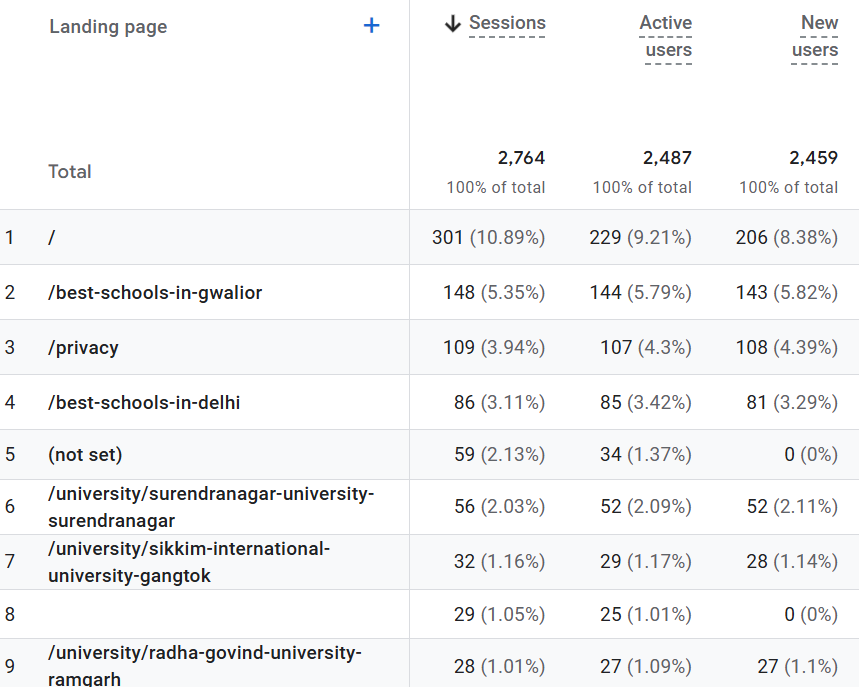 Landing page + ↓ Sessions Active users New users
Total 2,764 2,487 2,459
100% of total 100% of total 100% of total
1 / 301 (10.89%) 229 (9.21%) 206 (8.38%)
2 /best-schools-in-gwalior 148 (5.35%) 144 (5.79%) 143 (5.82%)
3 /privacy 109 (3.94%) 107 (4.3%) 108 (4.39%)
4 /best-schools-in-delhi 86 (3.11%) 85 (3.42%) 81 (3.29%)
5 (not set) 59 (2.13%) 34 (1.37%) 0 (0%)
6 /university/surendranagar-university-
surendranagar 56 (2.03%) 52 (2.09%) 52 (2.11%)
7 /university/sikkim-international-
university-gangtok 32 (1.16%) 29 (1.17%) 28 (1.14%)
8 29 (1.05%) 25 (1.01%) 0 (0%)
9 /university/radha-govind-university-
ramgarh 28 (1.01%) 27 (1.09%) 27 (1.1%)